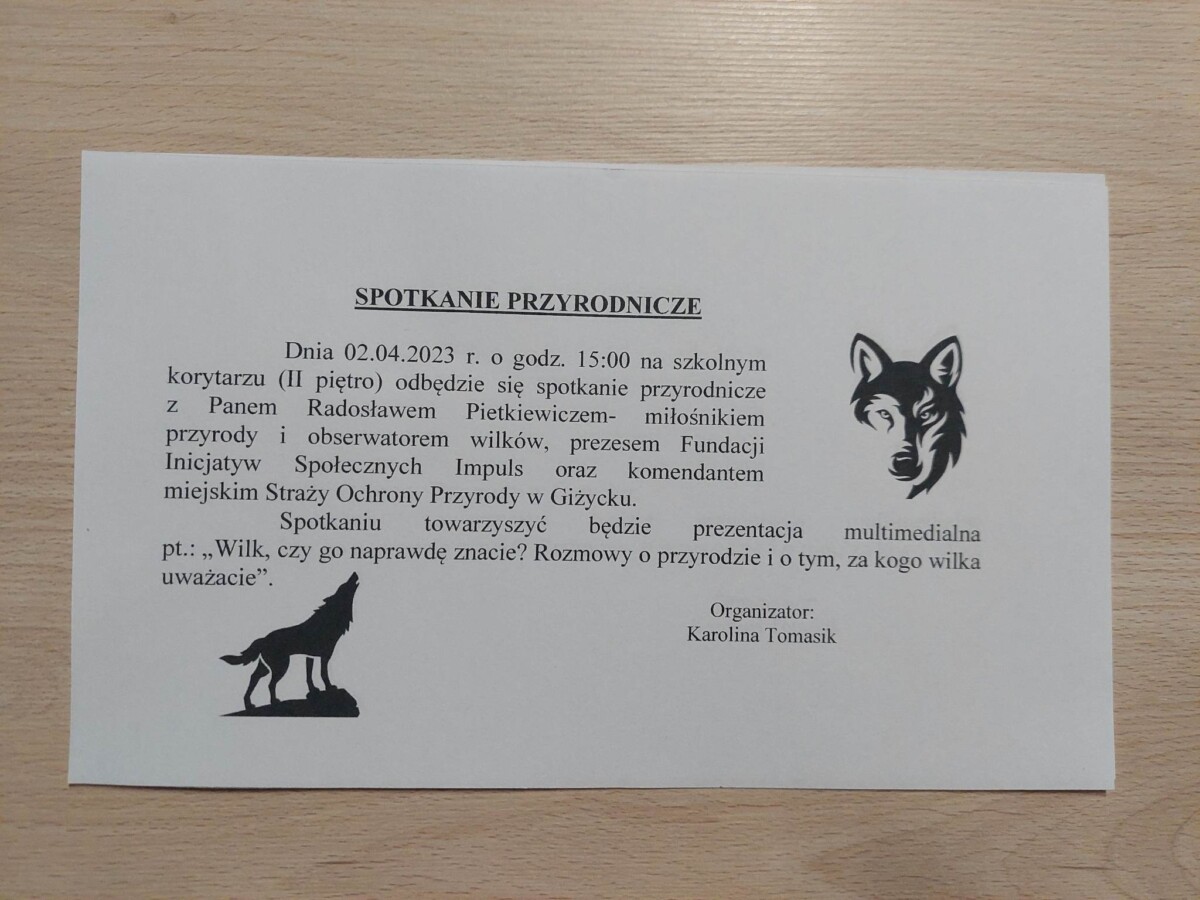 SPOTKANIE PRZYRODNICZE
Dnia 02.04.2023 r. o godz. 15:00 na szkolnym
korytarzu (II piętro) odbędzie się spotkanie przyrodnicze
z Panem Radosławem Pietkiewiczem- miłośnikiem
przyrody i obserwatorem wilków, prezesem Fundacji
Inicjatyw Społecznych Impuls oraz komendantem
miejskim Straży Ochrony Przyrody w Giżycku.
Spotkaniu towarzyszyć będzie prezentacja multimedialna
pt.: „Wilk, czy go naprawdę znacie? Rozmowy o przyrodzie i o tym, za kogo wilka
uważacie”.
Organizator:
Karolina Tomasik